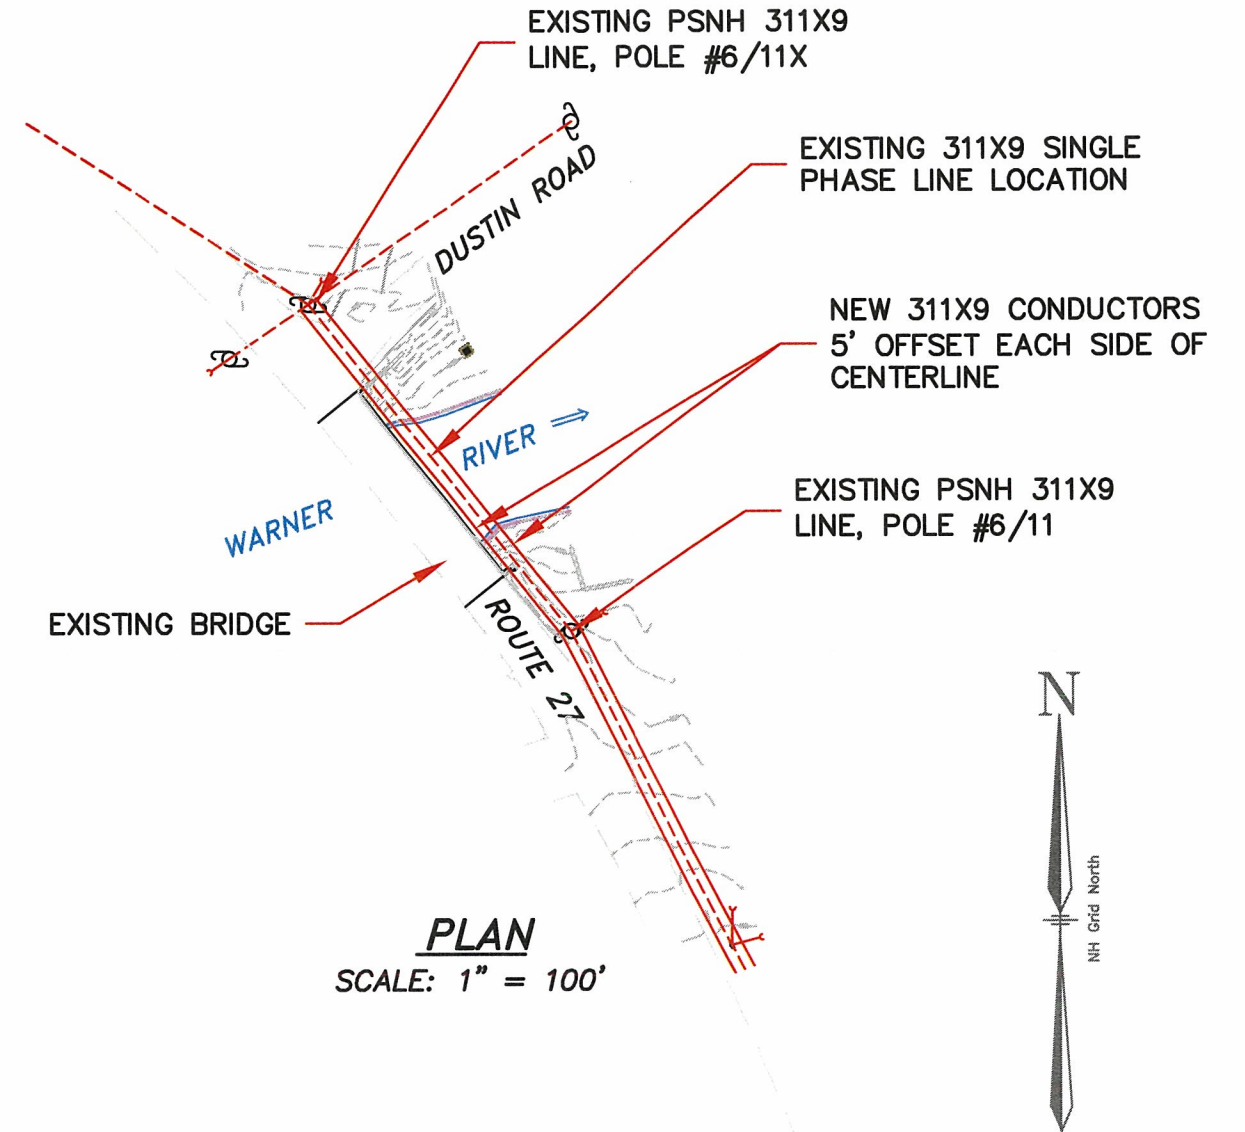 EXISTING PSNH 311X9
LINE, POLE #6/11X
DUSTIN ROAD
EXISTING 311X9 SINGLE
PHASE LINE LOCATION
NEW 311X9 CONDUCTORS
5' OFFSET EACH SIDE OF
CENTERLINE
RIVER
WARNER
EXISTING PSNH 311X9
LINE, POLE #6/11
EXISTING BRIDGE
ROUTE 27
N
NH Grid North
PLAN
SCALE: 1" = 100'